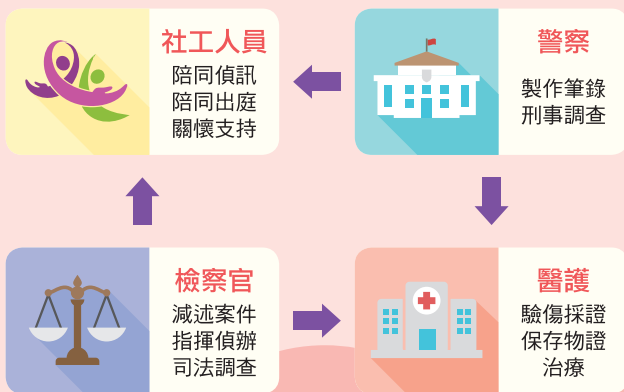 社工人員
陪同偵訊
陪同出庭
關懷支持
警察
製作筆錄
刑事調查
檢察官
減述案件
指揮偵辦
司法調查
醫護
驗傷採證
保存物證
治療